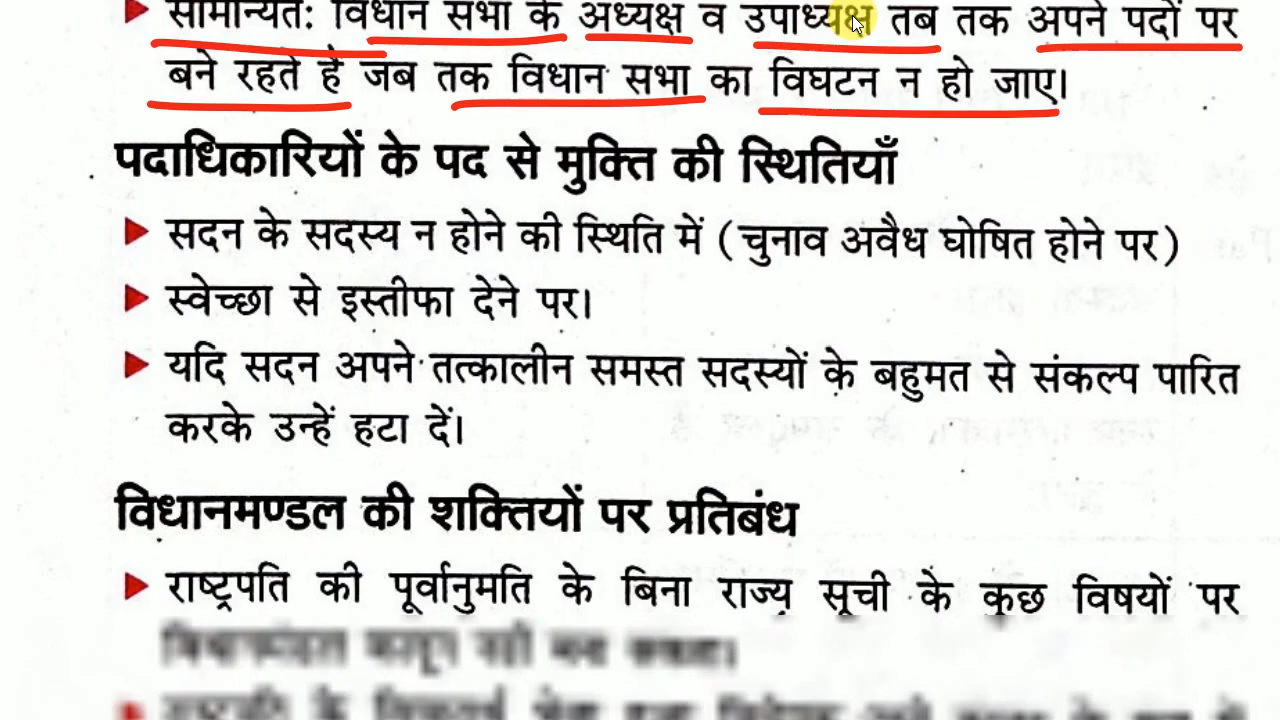 सामान्यत: विधान सभा के अध्यक्ष व उपाध्यक्ष तब तक अपने पदों पर
बने रहते हैं जब तक विधान सभा का विघटन न हो जाए।
पदाधिकारियों के पद से मुक्ति की स्थितियाँ
सदन के सदस्य न होने की स्थिति में (चुनाव अवैध घोषित होने पर)
स्वेच्छा से इस्तीफा देने पर।
यदि सदन अपने तत्कालीन समस्त सदस्यों के बहुमत से संकल्प पारित
करके उन्हें हटा दें।
विधानमण्डल की शक्तियों पर प्रतिबंध
राष्ट्रपति की पूर्वानुमति के बिना राज्य सूची के कुछ विषयों पर